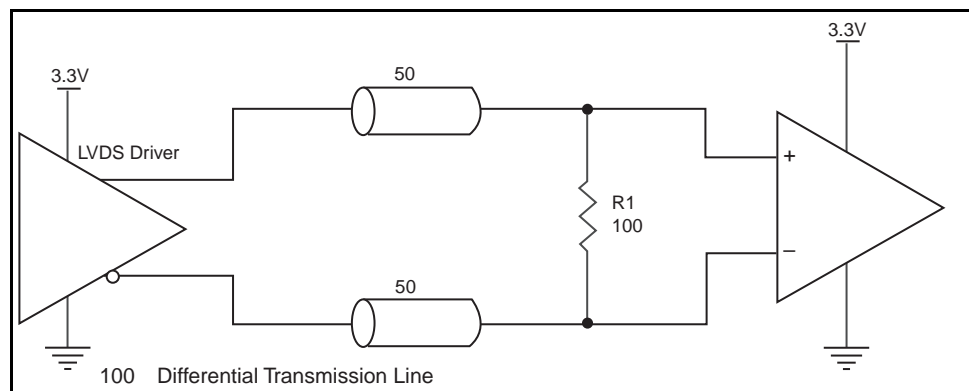 3.3V
50
3.3V
LVDS Driver
+
R1
100
−
50
100 Differential Transmission Line